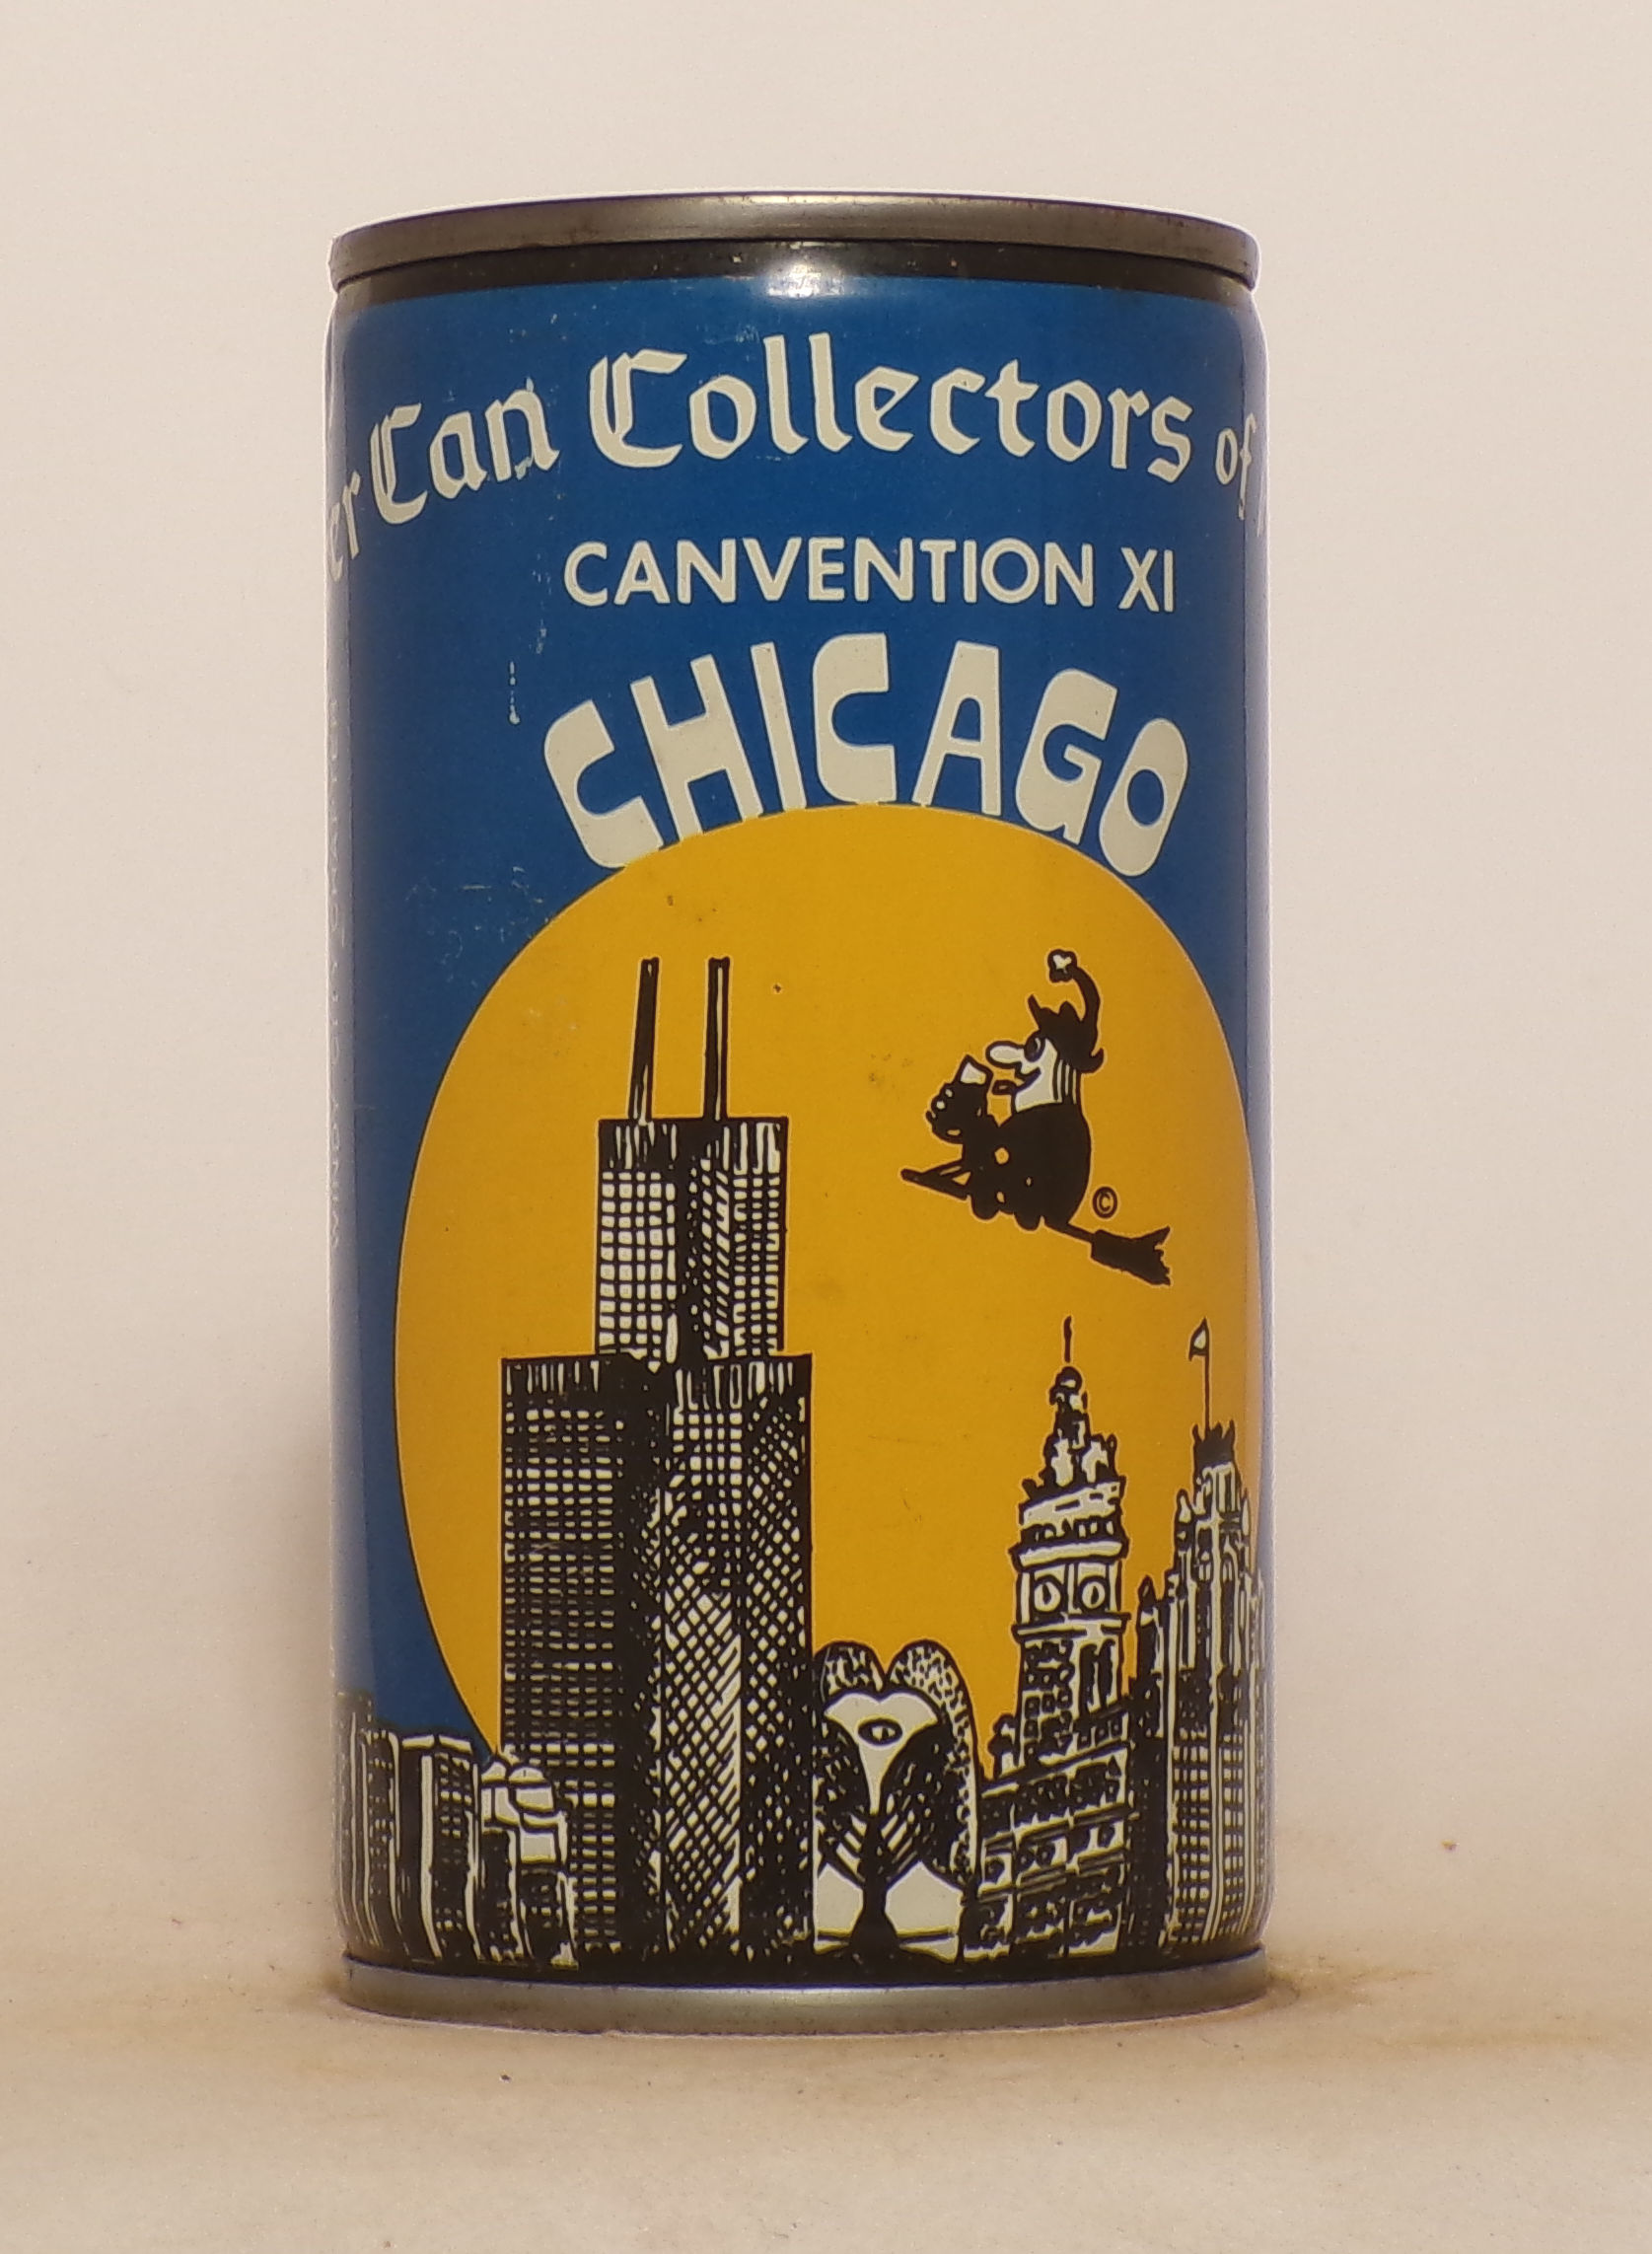 er Can Collectors of
CANVENTION XI
CHICAGO
©